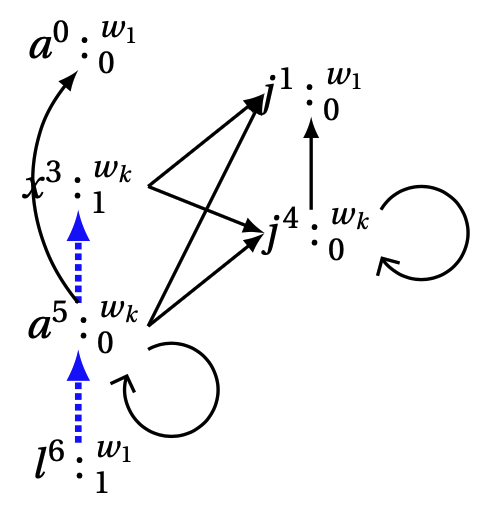 a⁰ : w₁ 0
j¹ : w₁ 0
x³ : wₖ 1
j⁴ : wₖ 0
a⁵ : wₖ 0
l⁶ : w₁ 1